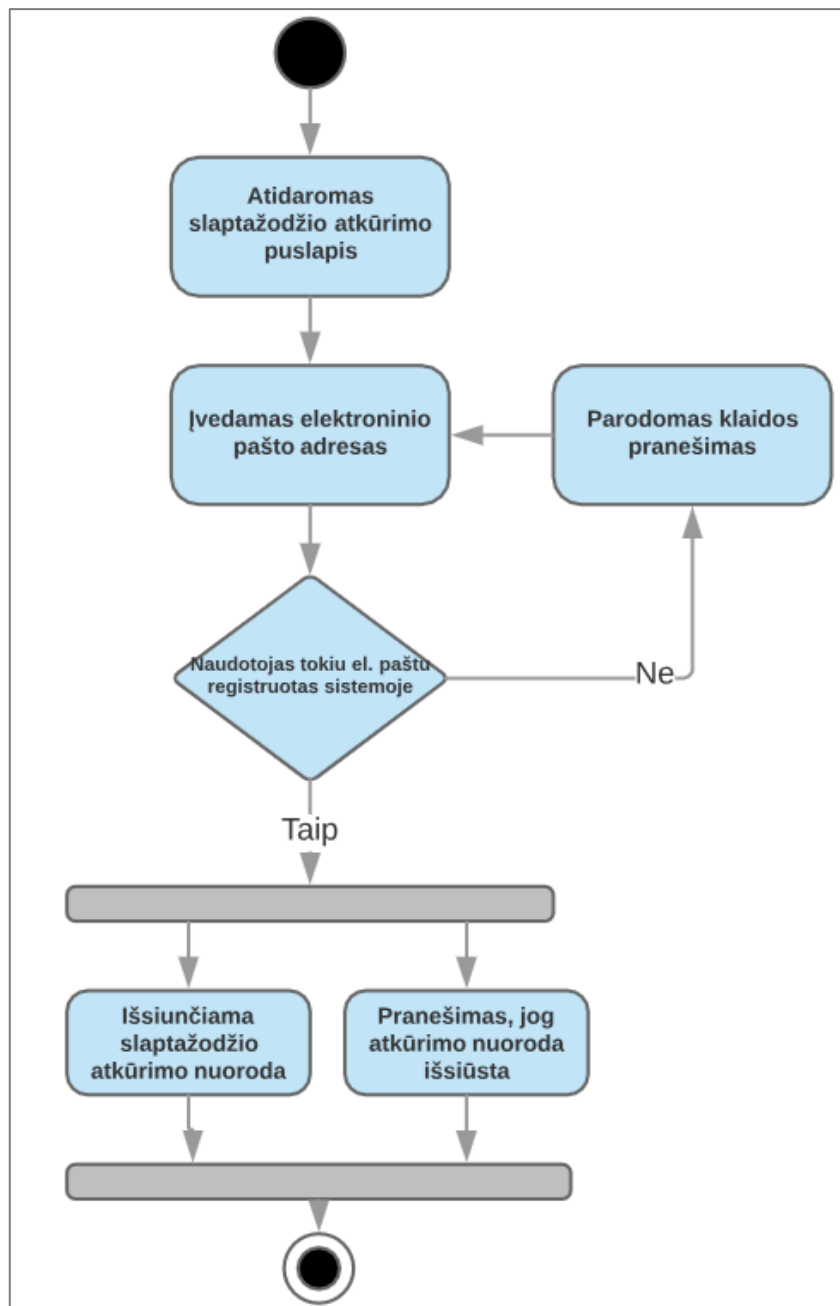 Atidaromas
slaptažodžio atkūrimo
puslapis
Įvedamas elektroninio
pašto adresas
Parodomas klaidos
pranešimas
Naudotojas tokiu el. paštu
registruotas sistemoje
Ne
Taip
Išsiunčiama
slaptažodžio
atkūrimo nuoroda
Pranešimas, jog
atkūrimo nuoroda
išsiūsta